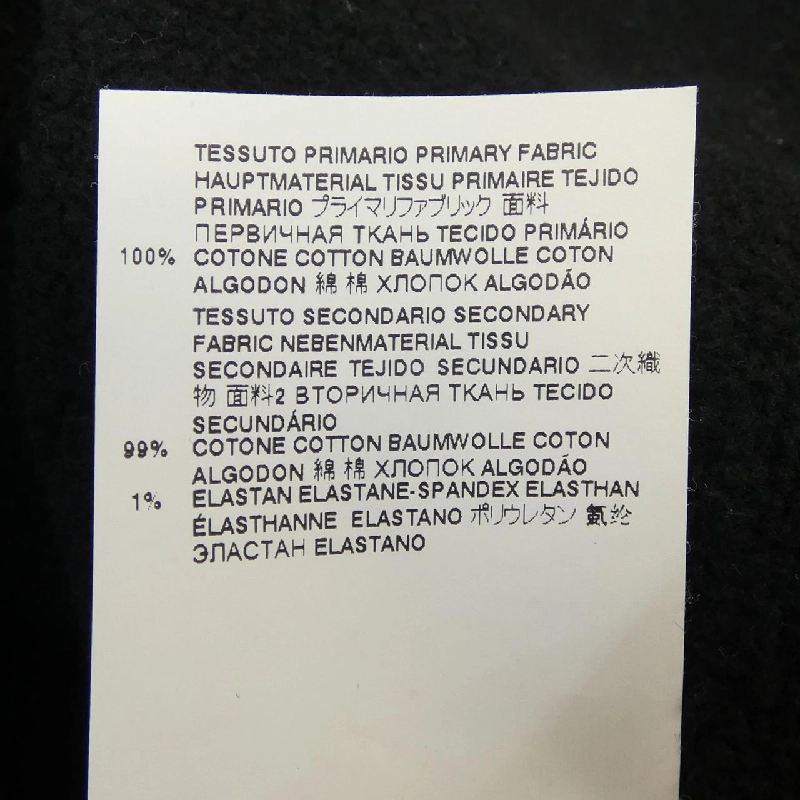 TESSUTO PRIMARIO PRIMARY FABRIC
HAUPTMATERIAL TISSU PRIMAIRE TEJIDO
PRIMARIO プライマリファブリック 面料
ПЕРВИЧНАЯ ТКАНЬ TECIDO PRIMÁRIO
100% COTONE COTTON BAUMWOLLE COTON
ALGODON 綿 棉 ХЛОПОК ALGODÃO
TESSUTO SECONDARIO SECONDARY
FABRIC NEBENMATERIAL TISSU
SECONDAIRE TEJIDO SECUNDARIO 二次織
物 面料2 ВТОРИЧНАЯ ТКАНЬ TECIDO
SECUNDÁRIO
99% COTONE COTTON BAUMWOLLE COTON
ALGODON 綿 棉 ХЛОПОК ALGODÃO
1% ELASTAN ELASTANE-SPANDEX ELASTHAN
ÉLASTHANNE ELASTANO ポリウレタン 氨纶
ЭЛАСТАН ELASTANO